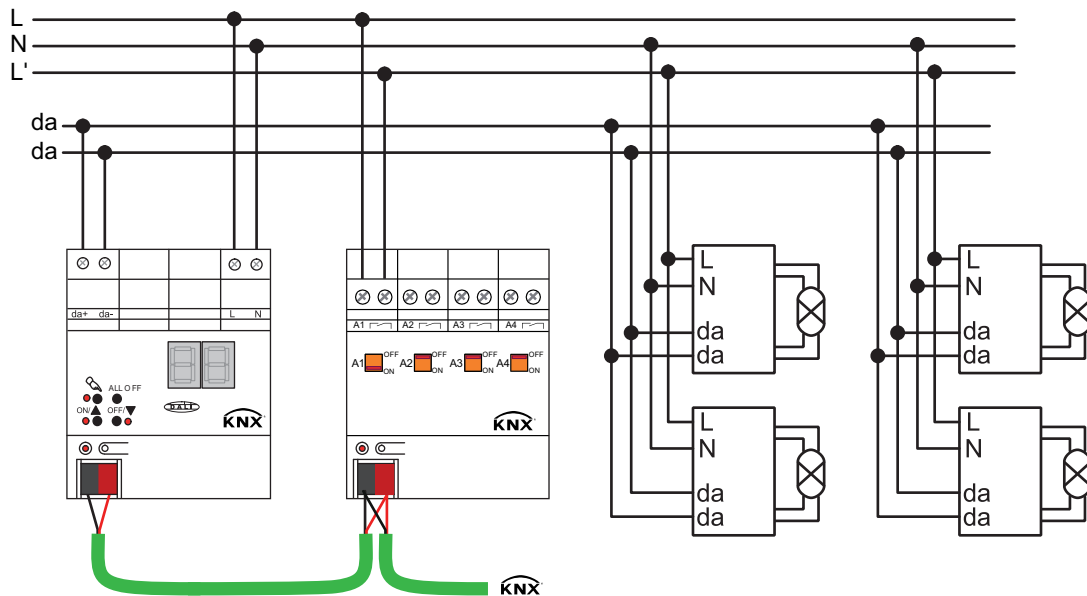 L
N
L'
da
da
da+ da- L N
ALL OFF
ON/▲ OFF/▼
DALI
KNX
A1 A2 A3 A4
A1 OFF ON A2 OFF ON A3 OFF ON A4 OFF ON
KNX
L
N
da
da
L
N
da
da
L
N
da
da
L
N
da
da
KNX